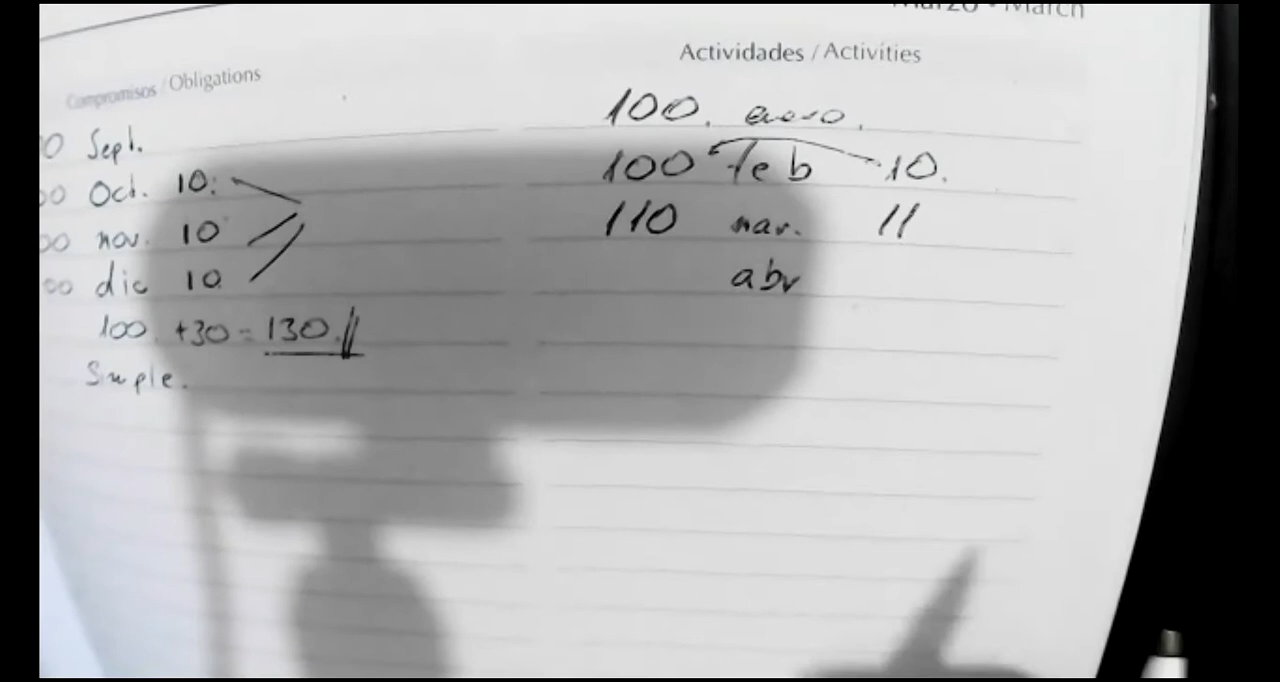 March
Compromisos / Obligations
Sept.
Oct. 10.
nov. 10
dic 10
100 + 30 = 130 //
Simple.
Actividades / Activities
100. enero.
100 feb 10.
110 mar. 11
abr